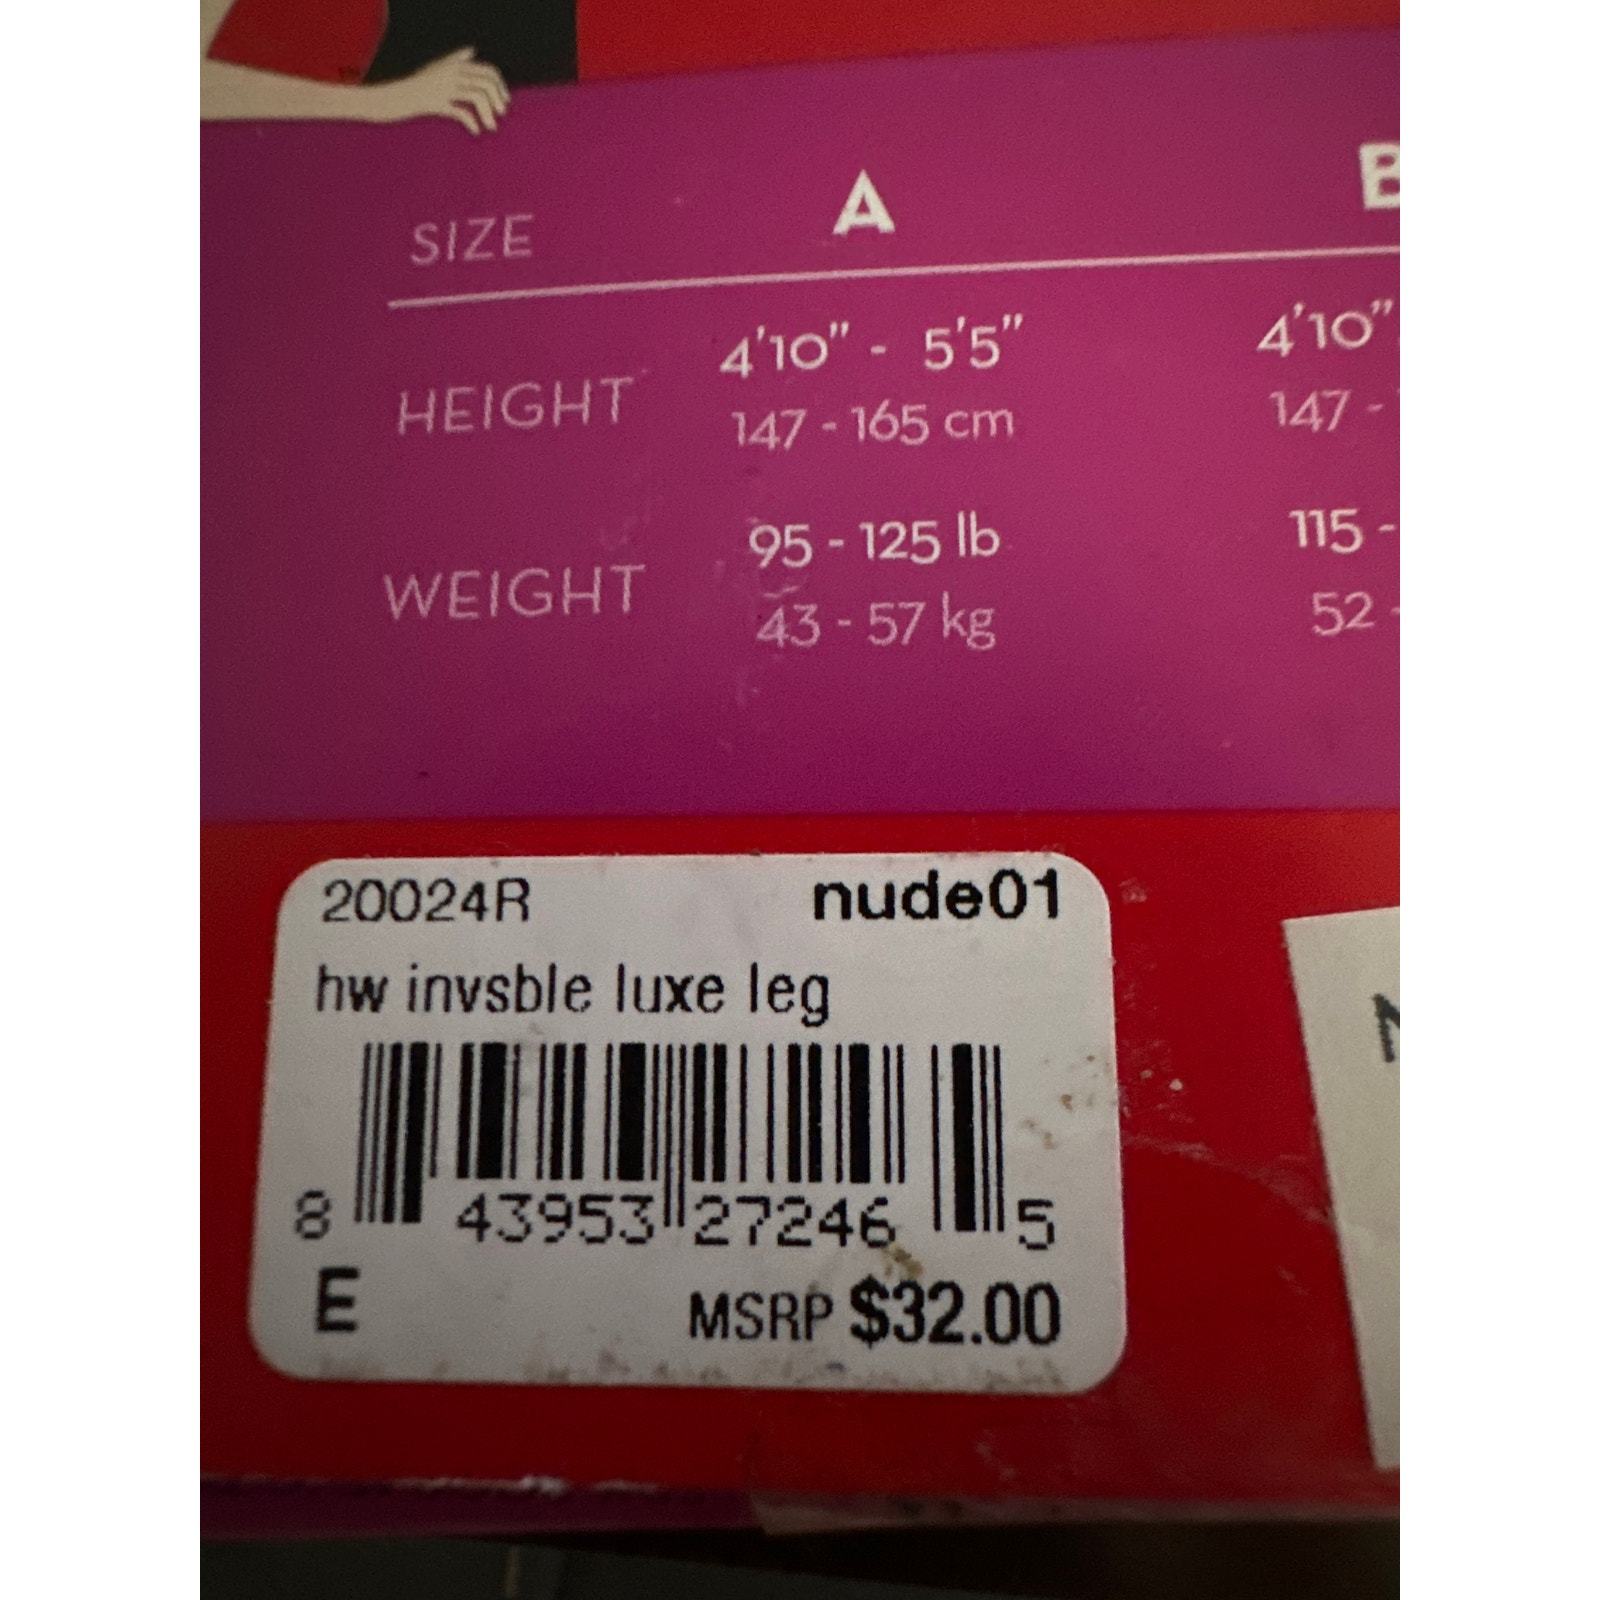 SIZE A B
HEIGHT 4'10" - 5'5" 4'10"
147 - 165 cm 147 -
WEIGHT 95 - 125 lb 115 -
43 - 57 kg 52 -
20024R nude01
hw invsble luxe leg
8 43953 27246 5
E MSRP $32.00